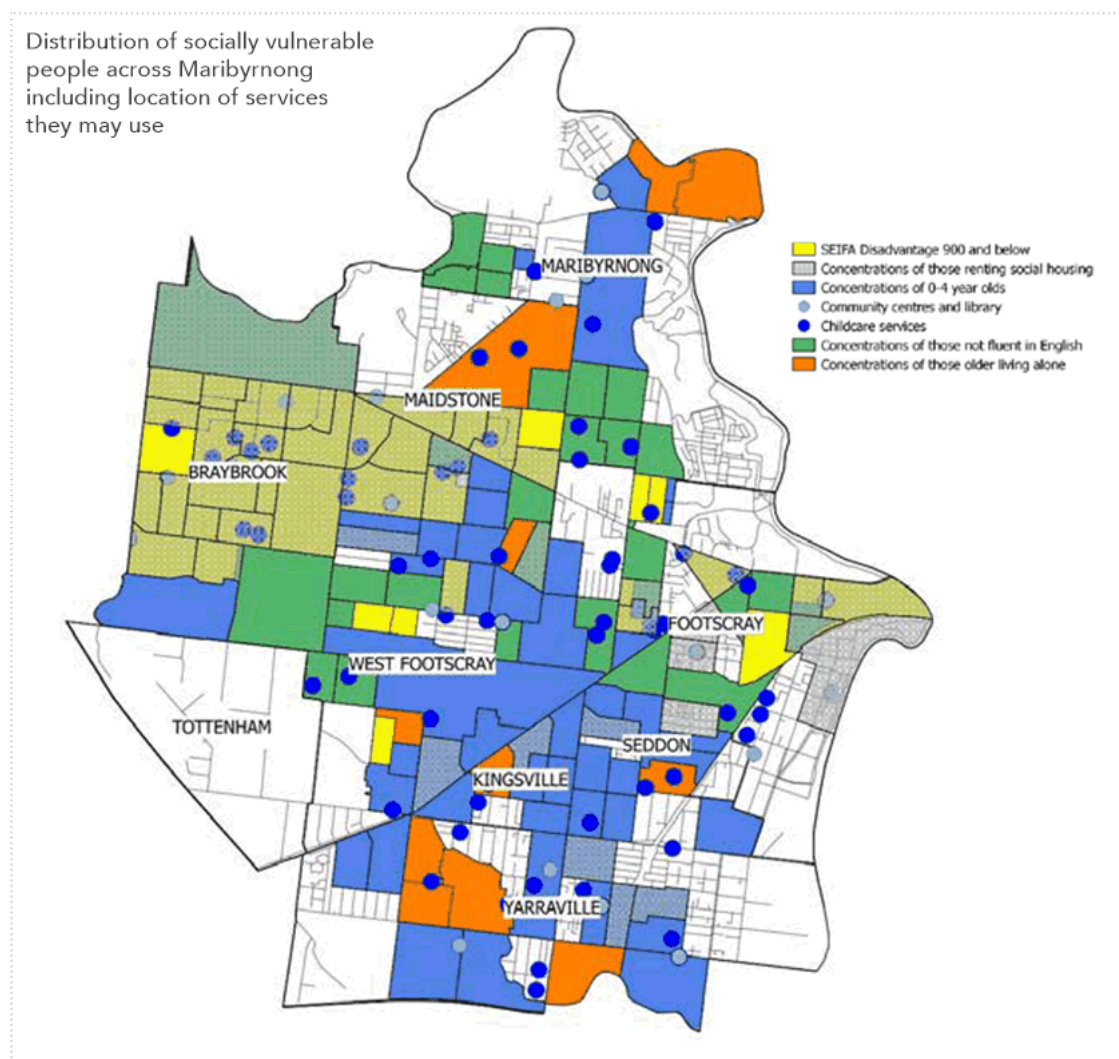 Distribution of socially vulnerable
people across Maribyrnong
including location of services
they may use
SEIFA Disadvantage 900 and below
Concentrations of those renting social housing
Concentrations of 0-4 year olds
Community centres and library
Childcare services
Concentrations of those not fluent in English
Concentrations of those older living alone
MARIBYRNONG
MAIDSTONE
BRAYBROOK
FOOTSCRAY
WEST FOOTSCRAY
TOTTENHAM
SEDDON
KINGSVILLE
YARRAVILLE